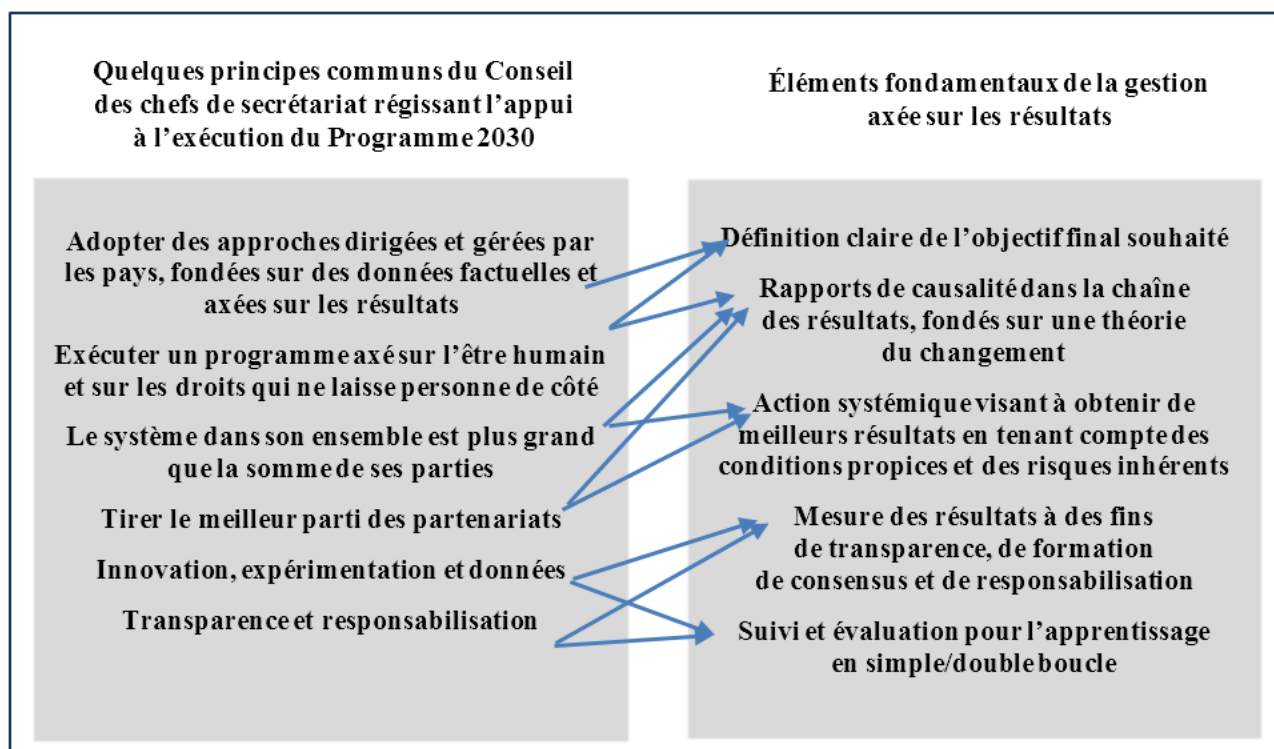 Quelques principes communs du Conseil
des chefs de secrétariat régissant l’appui
à l’exécution du Programme 2030
Adopter des approches dirigées et gérées par
les pays, fondées sur des données factuelles et
axées sur les résultats
Exécuter un programme axé sur l’être humain
et sur les droits qui ne laisse personne de côté
Le système dans son ensemble est plus grand
que la somme de ses parties
Tirer le meilleur parti des partenariats
Innovation, expérimentation et données
Transparence et responsabilisation
Éléments fondamentaux de la gestion
axée sur les résultats
Définition claire de l’objectif final souhaité
Rapports de causalité dans la chaîne
des résultats, fondés sur une théorie
du changement
Action systémique visant à obtenir de
meilleurs résultats en tenant compte des
conditions propices et des risques inhérents
Mesure des résultats à des fins
de transparence, de formation
de consensus et de responsabilisation
Suivi et évaluation pour l’apprentissage
en simple/double boucle